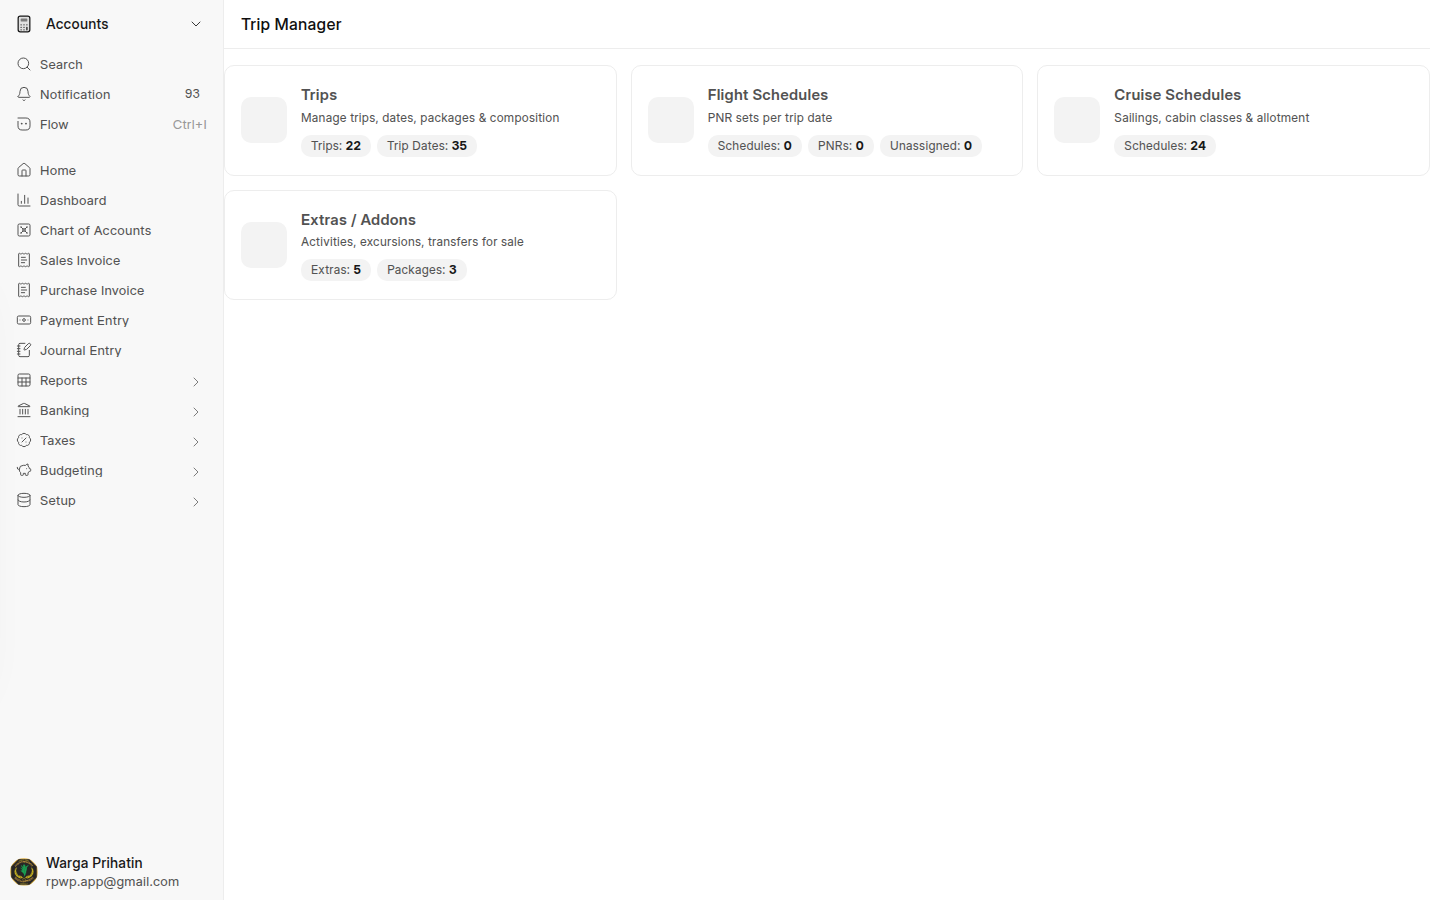 Accounts
Search
Notification 93
Flow Ctrl+I
Home
Dashboard
Chart of Accounts
Sales Invoice
Purchase Invoice
Payment Entry
Journal Entry
Reports
Banking
Taxes
Budgeting
Setup
Warga Prihatin
rpwp.app@gmail.com
Trip Manager
Trips
Manage trips, dates, packages & composition
Trips: 22 Trip Dates: 35
Flight Schedules
PNR sets per trip date
Schedules: 0 PNRs: 0 Unassigned: 0
Cruise Schedules
Sailings, cabin classes & allotment
Schedules: 24
Extras / Addons
Activities, excursions, transfers for sale
Extras: 5 Packages: 3